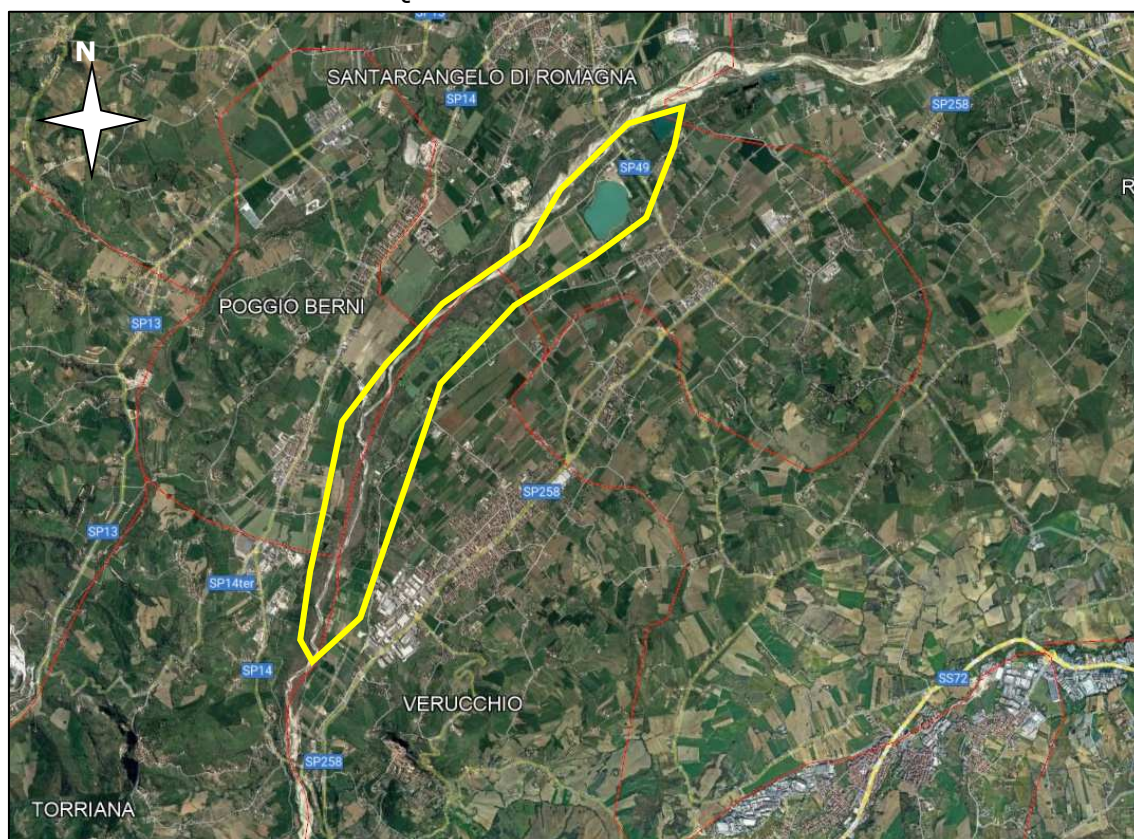 N
SANTARCANGELO DI ROMAGNA
SP14
SP258
SP49
POGGIO BERNI
SP13
SP258
SP13
SP14ter
SP14
SS72
VERUCCHIO
SP258
TORRIANA